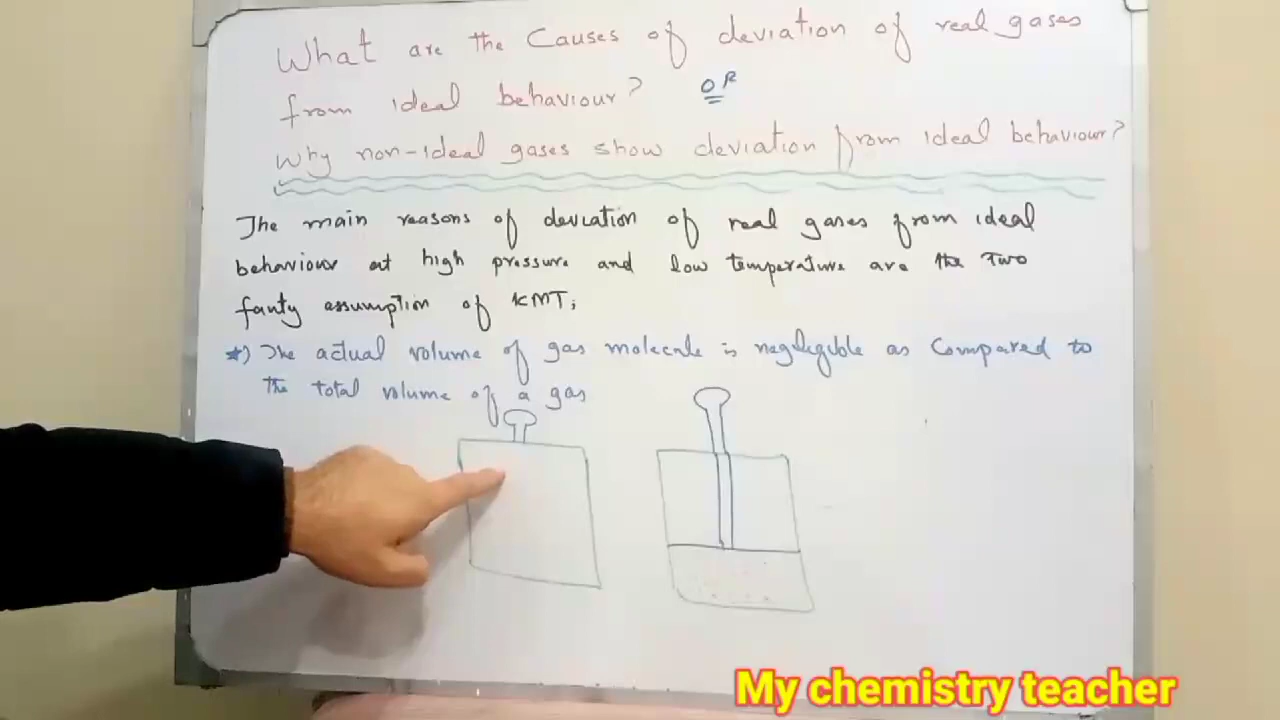 What are the Causes of deviation of real gases
from ideal behaviour? OR
Why non-ideal gases show deviation from ideal behaviour?
The main reasons of deviation of real gases from ideal
behaviour at high pressure and low temperature are the Two
fanty assumption of KMT;
*) The actual volume of gas molecule is negligible as Compared to
the total volume of a gas
My chemistry teacher